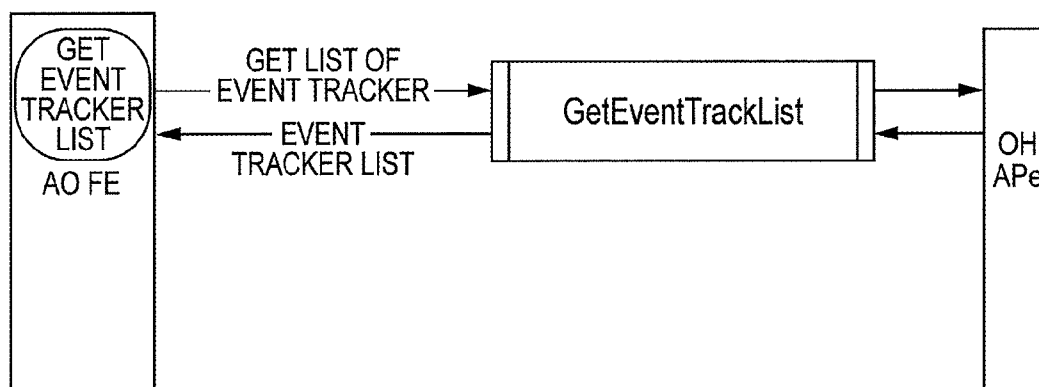 GET
EVENT
TRACKER
LIST
AO FE
GET LIST OF
EVENT TRACKER
EVENT
TRACKER LIST
GetEventTrackList
OH
APe